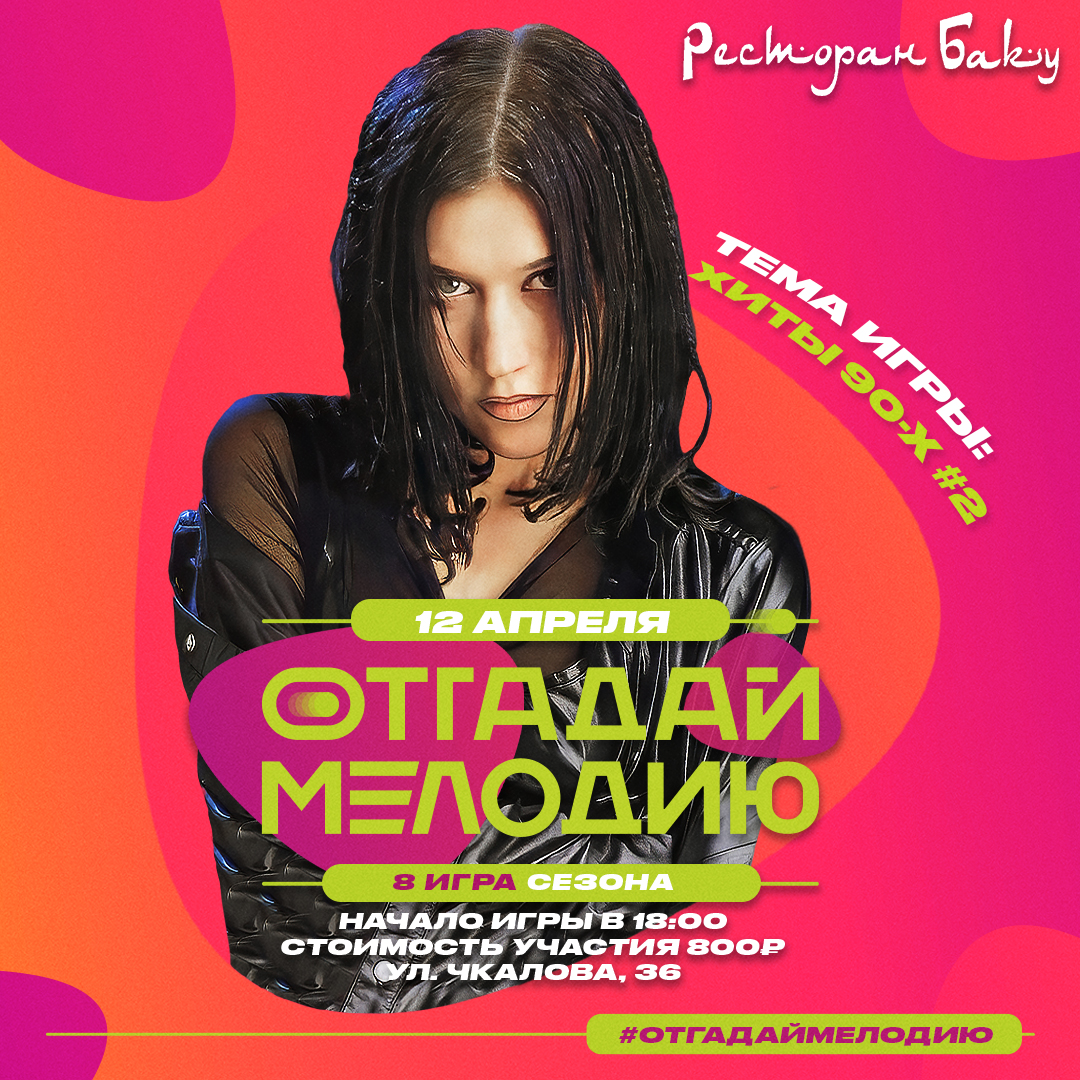 Ресторан Баку
ТЕМА ИГРЫ:
ХИТЫ 90-Х #2
12 АПРЕЛЯ
ОТГАДАЙ
МЕЛОДИЮ
8 ИГРА СЕЗОНА
НАЧАЛО ИГРЫ В 18:00
СТОИМОСТЬ УЧАСТИЯ 800₽
УЛ. ЧКАЛОВА, 36
#ОТГАДАЙМЕЛОДИЮ